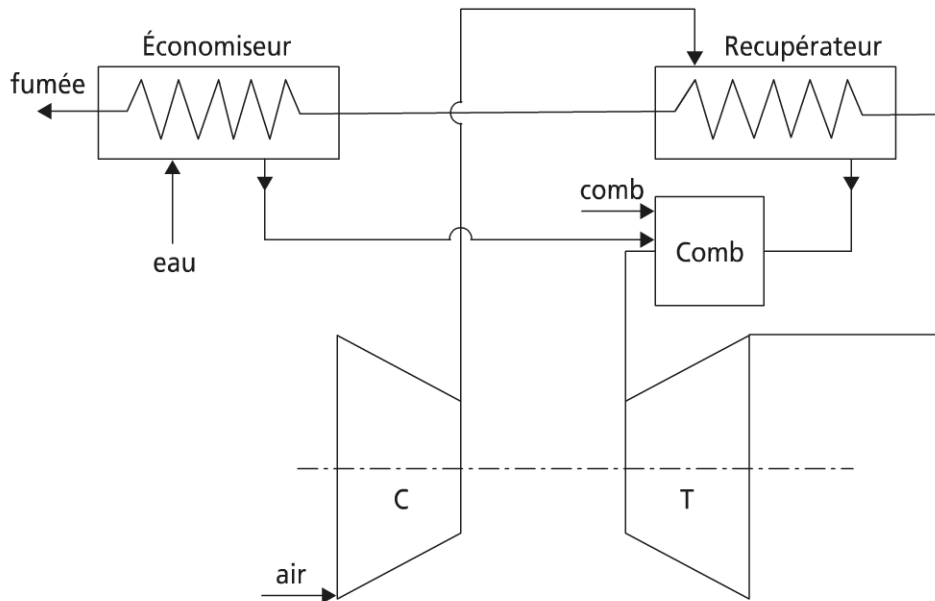 Économiseur
Recupérateur
fumée
comb
Comb
eau
C
T
air